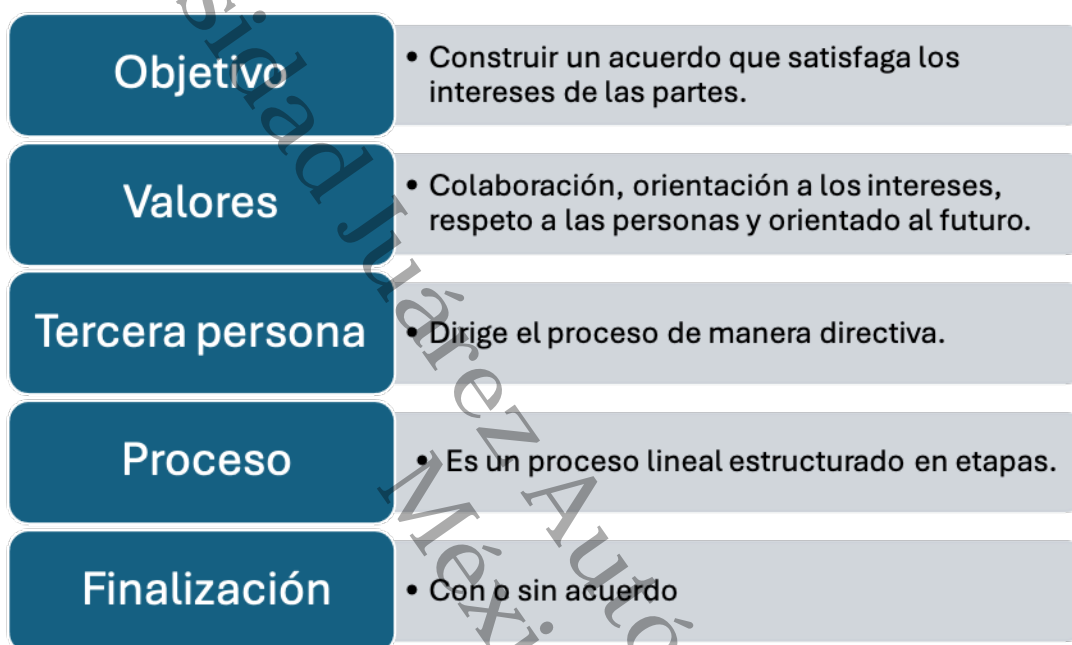 Objetivo
• Construir un acuerdo que satisfaga los
intereses de las partes.
Valores
• Colaboración, orientación a los intereses,
respeto a las personas y orientado al futuro.
Tercera persona
• Dirige el proceso de manera directiva.
Proceso
• Es un proceso lineal estructurado en etapas.
Finalización
• Con o sin acuerdo
Juárez